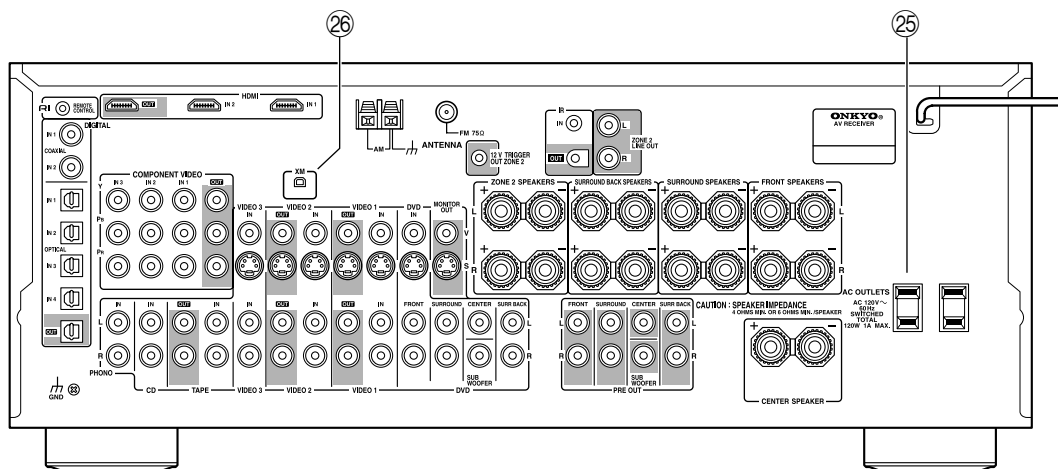 26
25
RI
REMOTE
CONTROL
OUT
IN 2
HDMI
IN 1
DIGITAL
IN 1
COAXIAL
IN 2
IN 1
IN 2
OPTICAL
IN 3
IN 4
OUT
COMPONENT VIDEO
IN 3
IN 2
IN 1
OUT
Y
PB
PR
XM
AM
FM 75Ω
ANTENNA
12 V TRIGGER
OUT ZONE 2
IR
IN
OUT
L
R
ZONE 2
LINE OUT
ONKYO®
AV RECEIVER
VIDEO 3
VIDEO 2
VIDEO 1
DVD
MONITOR
OUT
IN
OUT
IN
OUT
IN
IN
V
S
ZONE 2 SPEAKERS
SURROUND BACK SPEAKERS
SURROUND SPEAKERS
FRONT SPEAKERS
+ − + − + − + −
L
L
R
R
+ − + − + − + −
AC OUTLETS
AC 120V～
60Hz
SWITCHED
TOTAL
120W 1A MAX.
IN
IN
OUT
IN
IN
OUT
IN
OUT
IN
FRONT
SURROUND
CENTER
SURR BACK
L
L
R
R
SUB
WOOFER
PHONO
CD
TAPE
VIDEO 3
VIDEO 2
VIDEO 1
DVD
GND
FRONT
SURROUND
CENTER
SURR BACK
L
L
R
R
SUB
WOOFER
PRE OUT
CAUTION : SPEAKER IMPEDANCE
4 OHMS MIN. OR 6 OHMS MIN. /SPEAKER
+ −
CENTER SPEAKER